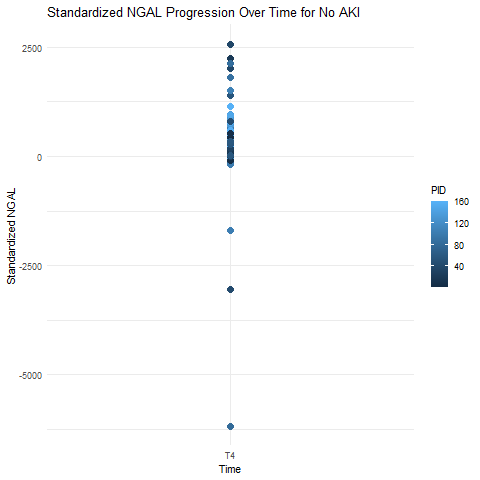 Standardized NGAL Progression Over Time for No AKI
2500
0
-2500
-5000
Standardized NGAL
T4
Time
PID
160
120
80
40